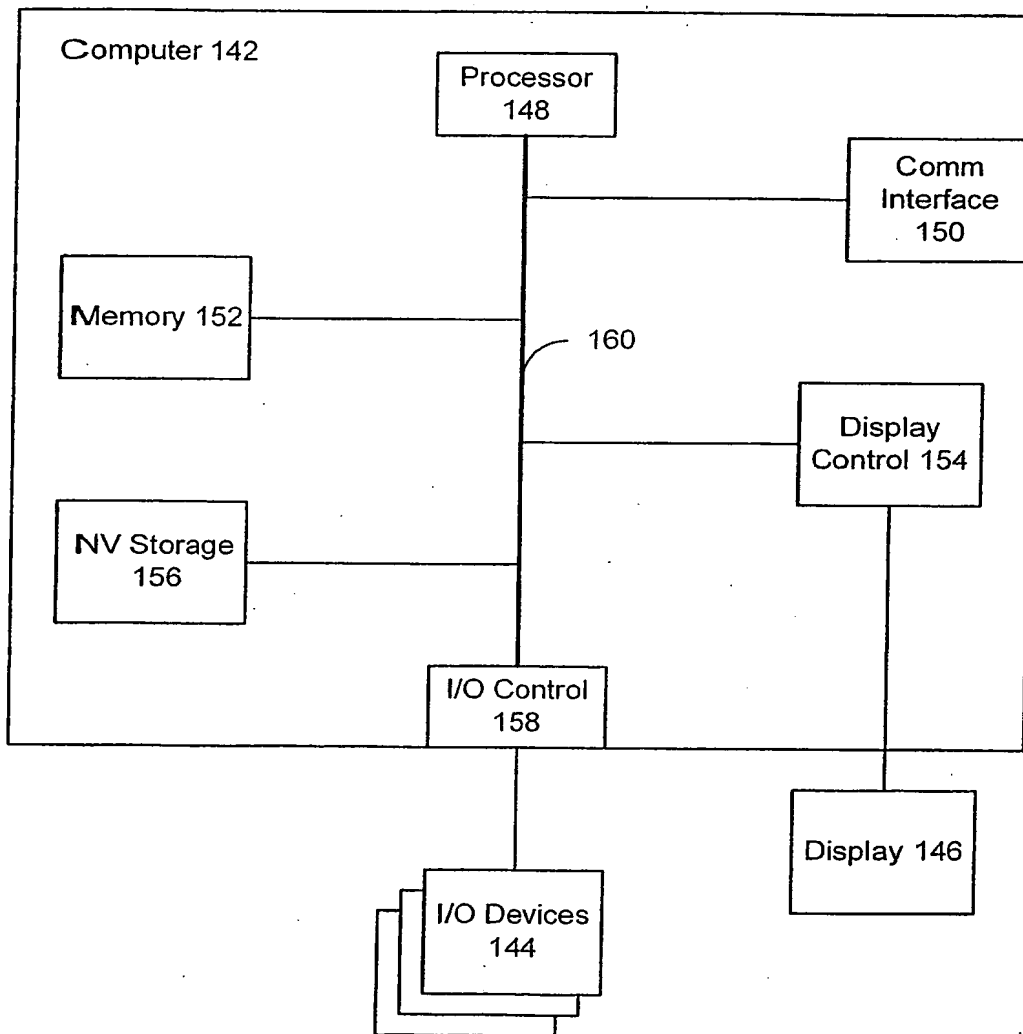 Computer 142
Processor
148
Comm
Interface
150
Memory 152
160
Display
Control 154
NV Storage
156
I/O Control
158
Display 146
I/O Devices
144